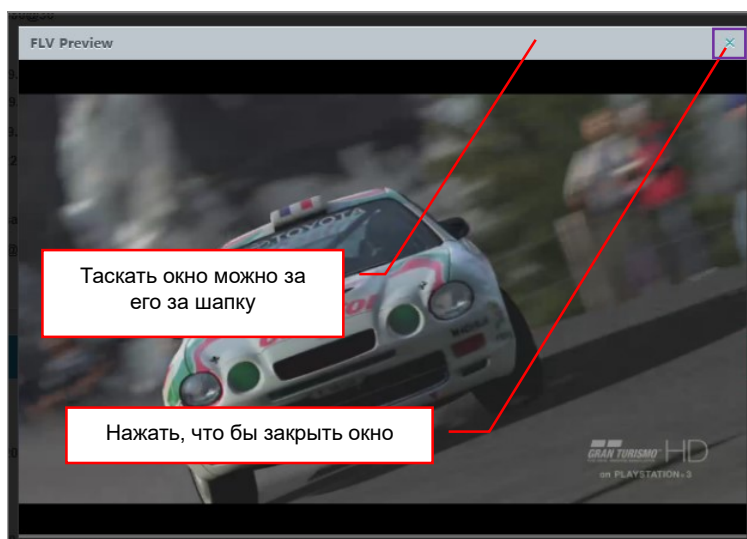 FLV Preview
×
TOYOTA
Таскать окно можно за
его за шапку
Нажать, что бы закрыть окно
GRAN TURISMO HD
on PLAYSTATION®3